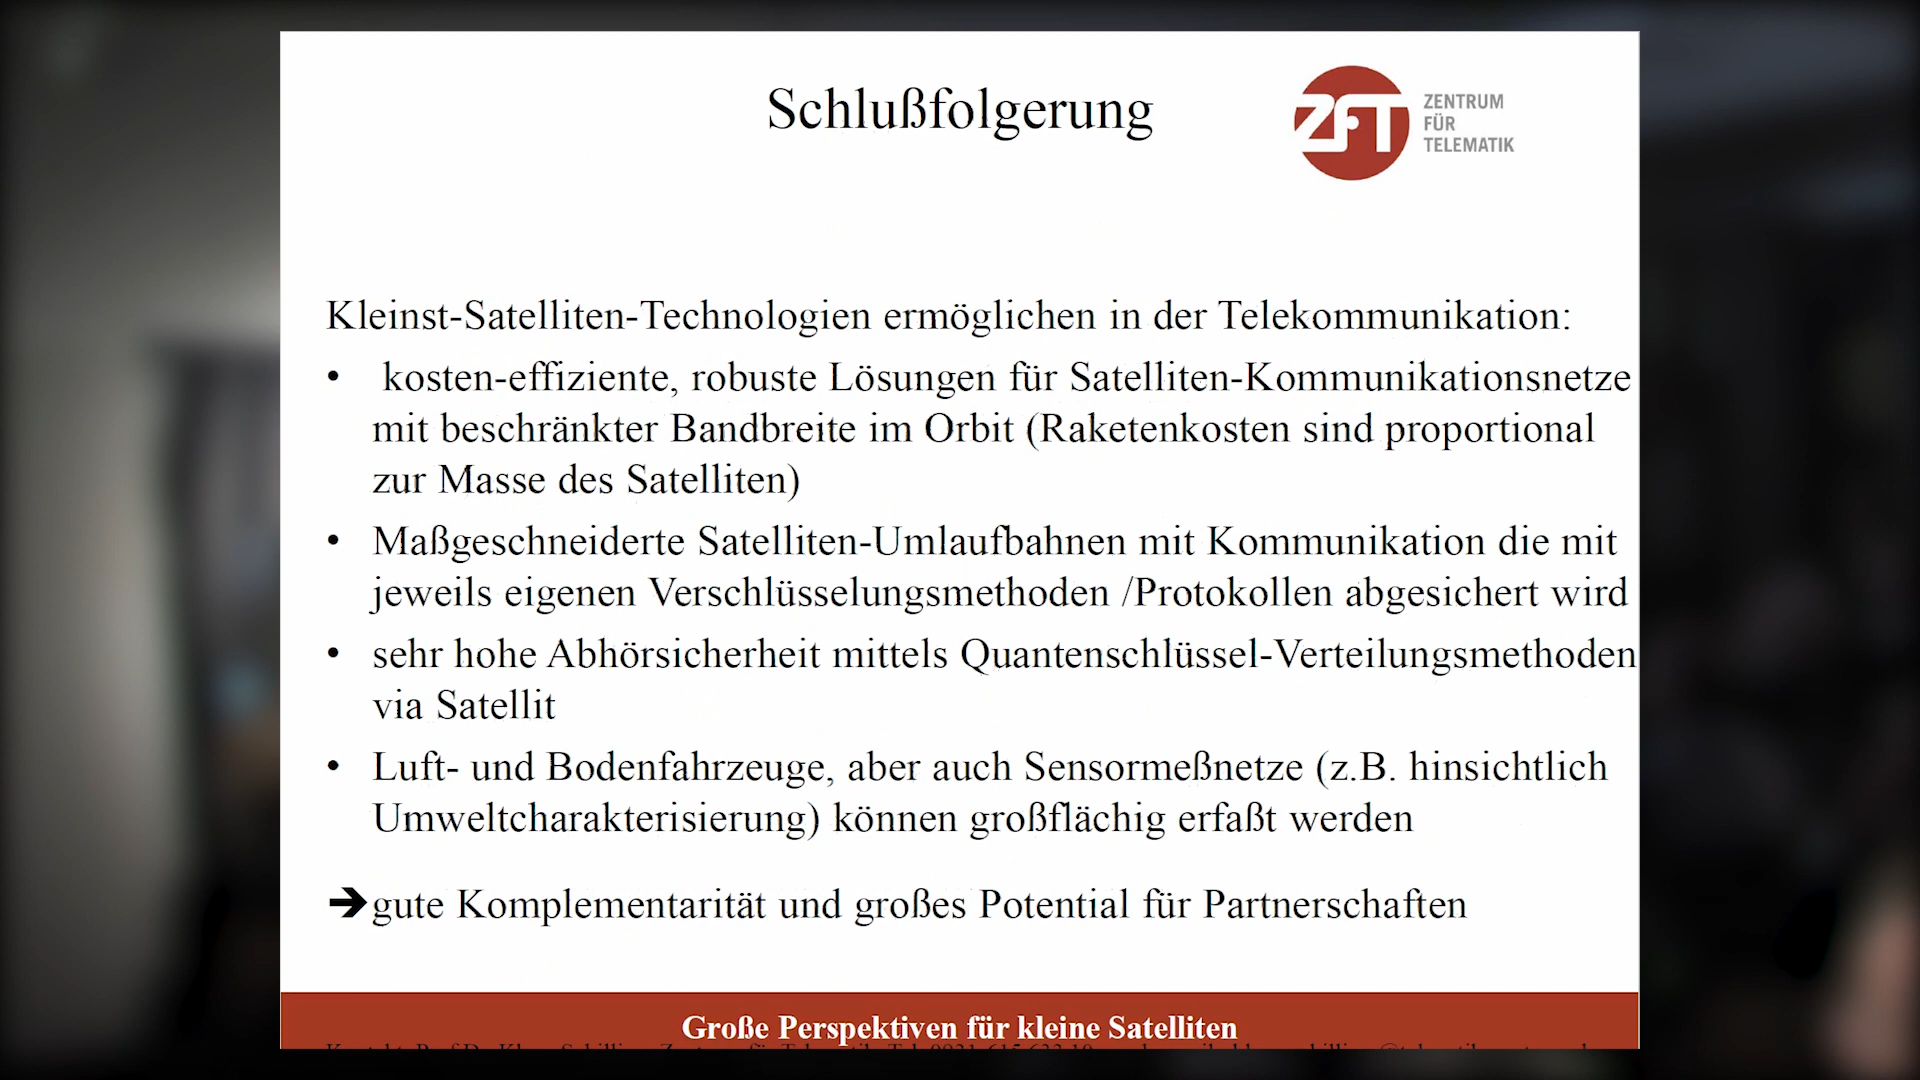 Schlußfolgerung
ZFT
ZENTRUM
FÜR
TELEMATIK
Kleinst-Satelliten-Technologien ermöglichen in der Telekommunikation:
• kosten-effiziente, robuste Lösungen für Satelliten-Kommunikationsnetze
mit beschränkter Bandbreite im Orbit (Raketenkosten sind proportional
zur Masse des Satelliten)
• Maßgeschneiderte Satelliten-Umlaufbahnen mit Kommunikation die mit
jeweils eigenen Verschlüsselungsmethoden /Protokollen abgesichert wird
• sehr hohe Abhörsicherheit mittels Quantenschlüssel-Verteilungsmethoden
via Satellit
• Luft- und Bodenfahrzeuge, aber auch Sensormeßnetze (z.B. hinsichtlich
Umweltcharakterisierung) können großflächig erfaßt werden
➔ gute Komplementarität und großes Potential für Partnerschaften
Große Perspektiven für kleine Satelliten